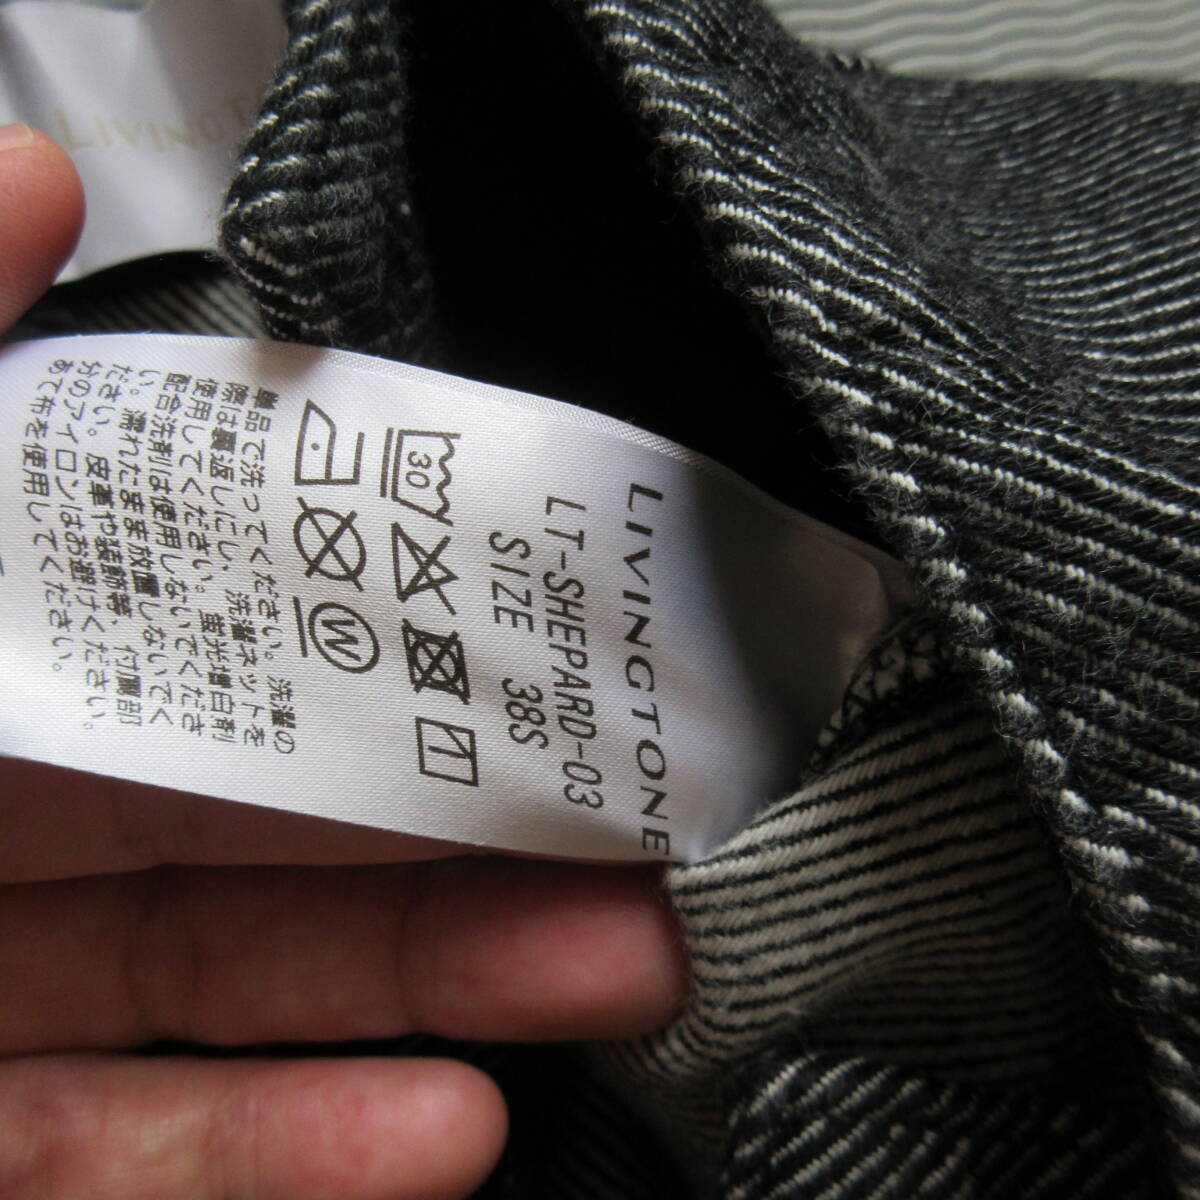 LIVINGTONE
LT-SHEPARD-03
SIZE 38S
30
W
単品で洗ってください。洗濯の
際は裏返しにし、洗濯ネットを
使用してください。蛍光増白剤
配合洗剤は使用しないでくださ
い。濡れたまま放置しないでく
ださい。皮革や装飾等、付属部
分のアイロンはお避けください。
あて布を使用してください。